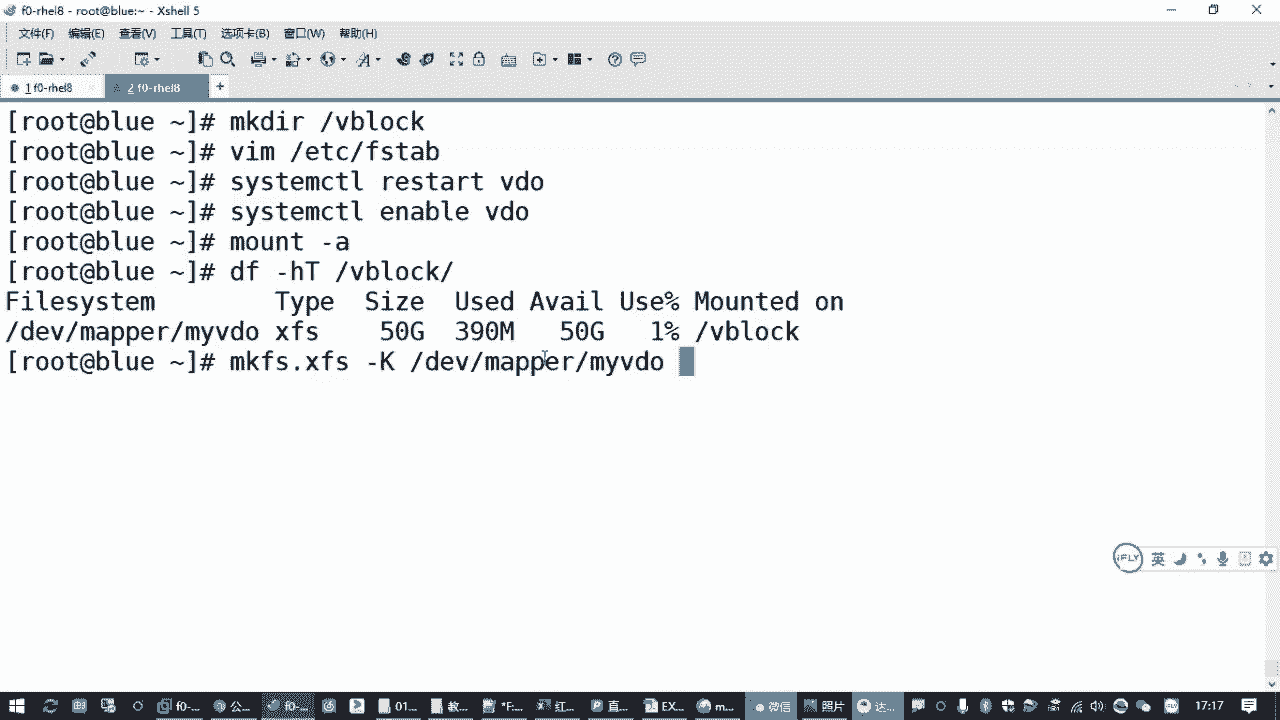 f0-rhel8 - root@blue:~ - Xshell 5
文件(F) 编辑(E) 查看(V) 工具(T) 选项卡(B) 窗口(W) 帮助(H)
1 f0-rhel8 2 f0-rhel8 +
[root@blue ~]# mkdir /vblock
[root@blue ~]# vim /etc/fstab
[root@blue ~]# systemctl restart vdo
[root@blue ~]# systemctl enable vdo
[root@blue ~]# mount -a
[root@blue ~]# df -hT /vblock/
Filesystem Type Size Used Avail Use% Mounted on
/dev/mapper/myvdo xfs 50G 390M 50G 1% /vblock
[root@blue ~]# mkfs.xfs -K /dev/mapper/myvdo
iFLY 英
f0-... 公... f0-... 01... 教... *F... 红... 直... EX... m... 微信 照片 达... 17:17